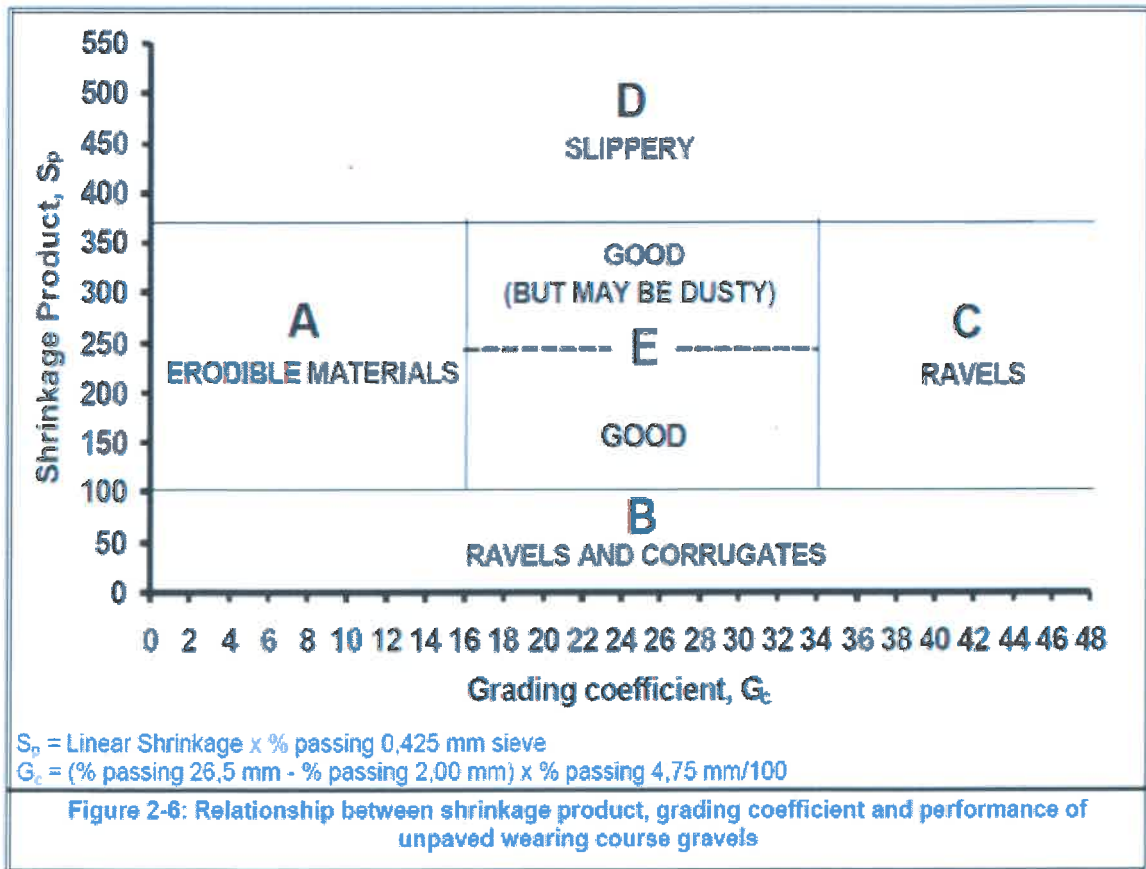 550
500
450
400
350
300
250
200
150
100
50
0
Shrinkage Product, Sp
D
SLIPPERY
GOOD
(BUT MAY BE DUSTY)
A
ERODIBLE MATERIALS
E
GOOD
C
RAVELS
B
RAVELS AND CORRUGATES
0 2 4 6 8 10 12 14 16 18 20 22 24 26 28 30 32 34 36 38 40 42 44 46 48
Grading coefficient, Gc
Sp = Linear Shrinkage x % passing 0,425 mm sieve
Gc = (% passing 26,5 mm - % passing 2,00 mm) x % passing 4,75 mm/100
Figure 2-6: Relationship between shrinkage product, grading coefficient and performance of
unpaved wearing course gravels